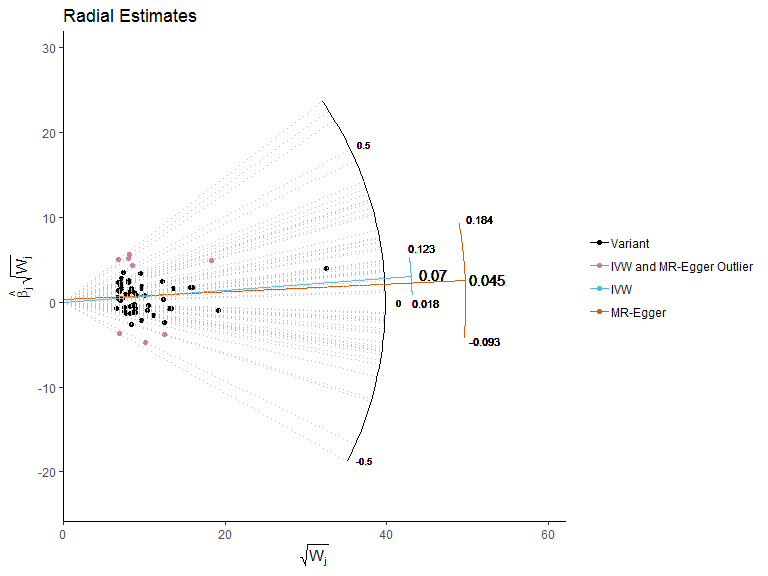 Radial Estimates
30
20
10
0
-10
-20
β̂j √Wj
0.5
0.184
0.123
0.07
0.045
0
0.018
-0.093
-0.5
0
20
40
60
√Wj
Variant
IVW and MR-Egger Outlier
IVW
MR-Egger